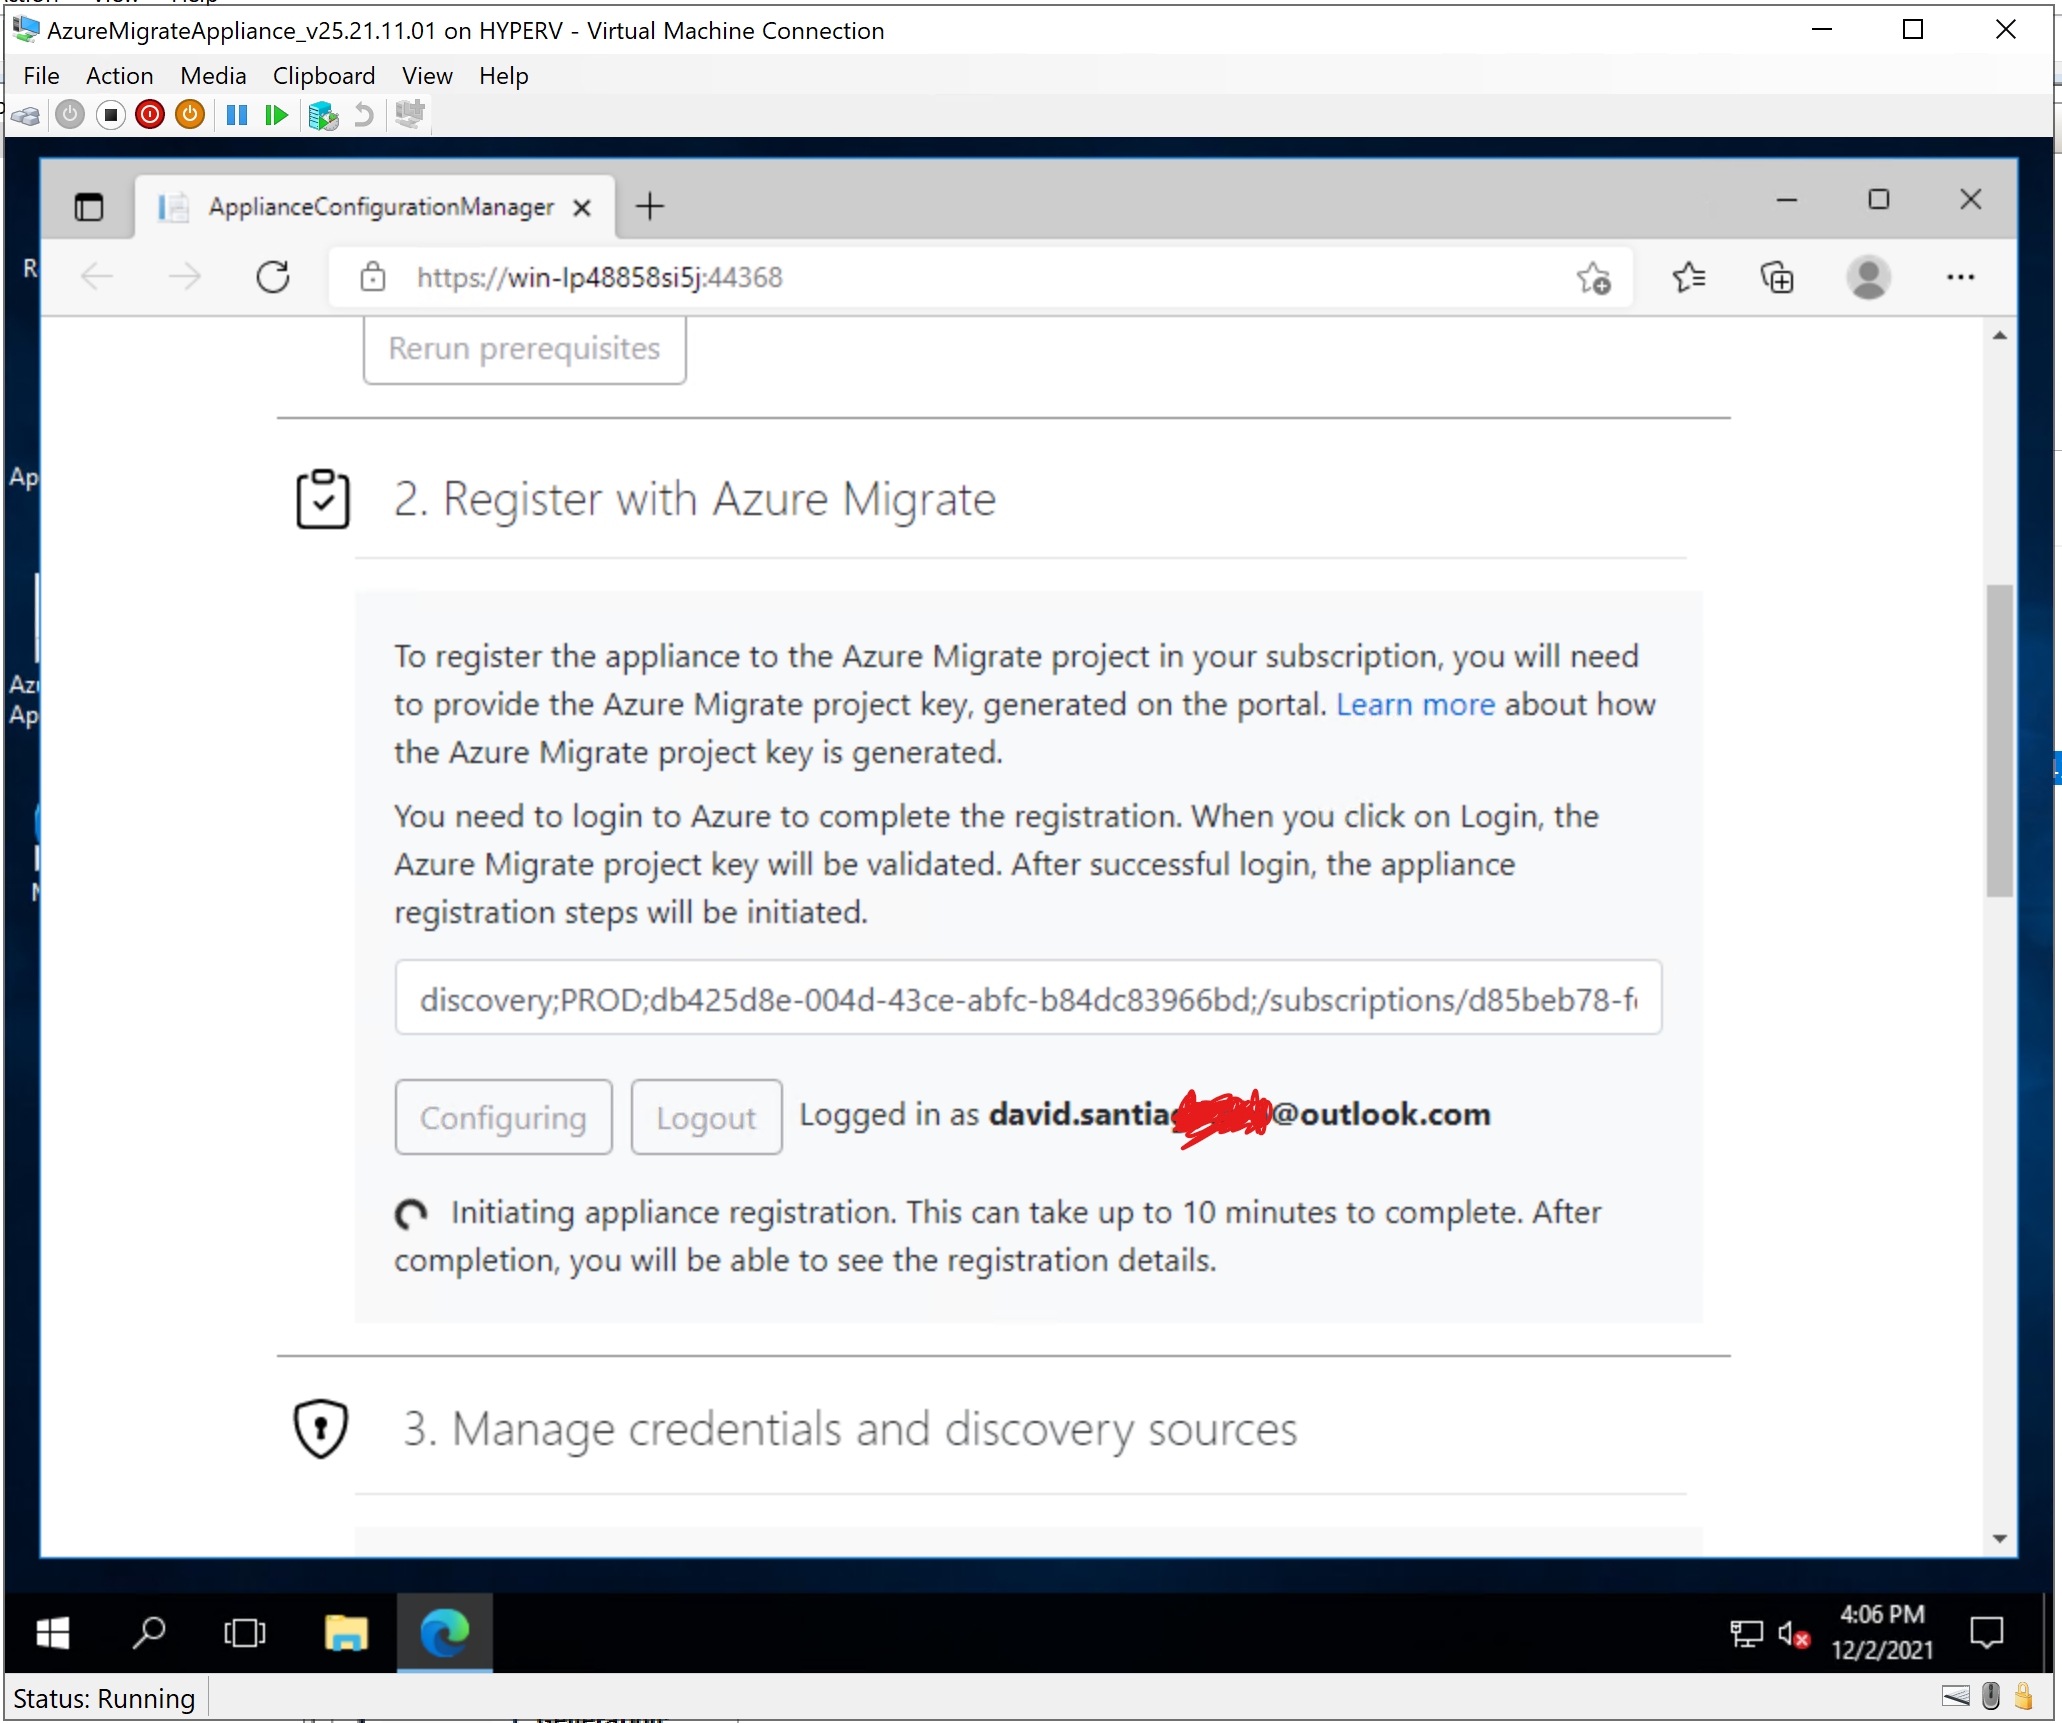 AzureMigrateAppliance_v25.21.11.01 on HYPERV - Virtual Machine Connection
File Action Media Clipboard View Help
ApplianceConfigurationManager
https://win-lp48858si5j:44368
Rerun prerequisites
2. Register with Azure Migrate
To register the appliance to the Azure Migrate project in your subscription, you will need
to provide the Azure Migrate project key, generated on the portal. Learn more about how
the Azure Migrate project key is generated.
You need to login to Azure to complete the registration. When you click on Login, the
Azure Migrate project key will be validated. After successful login, the appliance
registration steps will be initiated.
discovery;PROD;db425d8e-004d-43ce-abfc-b84dc83966bd;/subscriptions/d85beb78-f
Configuring Logout Logged in as david.santia @outlook.com
Initiating appliance registration. This can take up to 10 minutes to complete. After
completion, you will be able to see the registration details.
3. Manage credentials and discovery sources
4:06 PM
12/2/2021
Status: Running